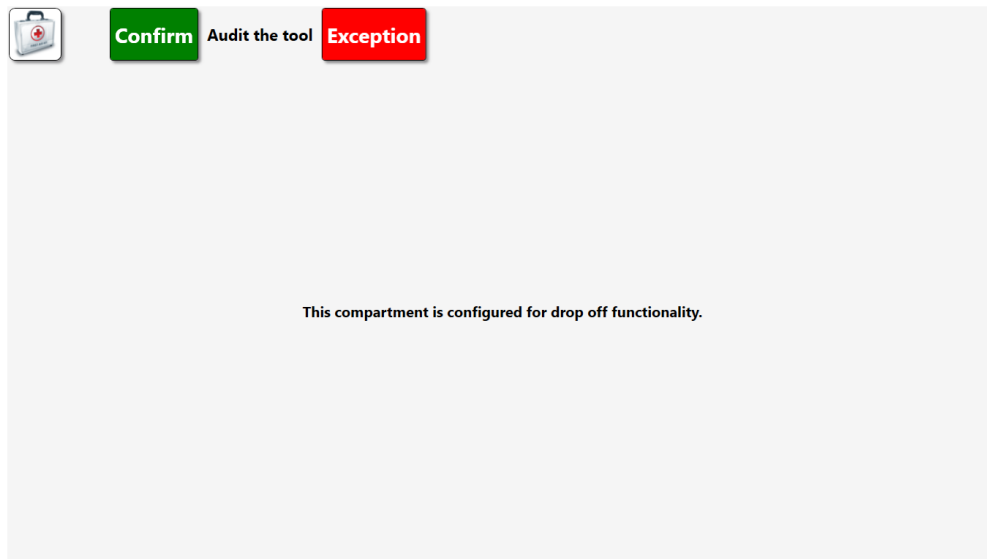 Confirm Audit the tool Exception
This compartment is configured for drop off functionality.